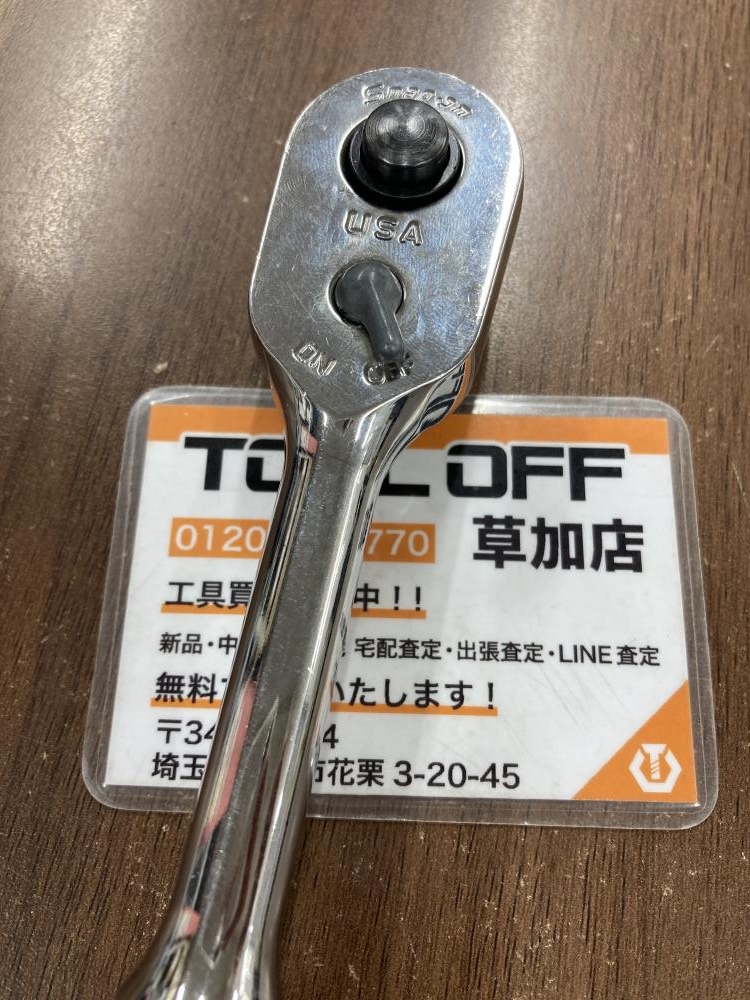 Snap-on
USA
ON OFF
TOOL OFF
0120 770 草加店
工具買 中!!
新品・中 宅配査定・出張査定・LINE査定
無料 いたします!
〒34 4
埼玉 市花栗 3-20-45